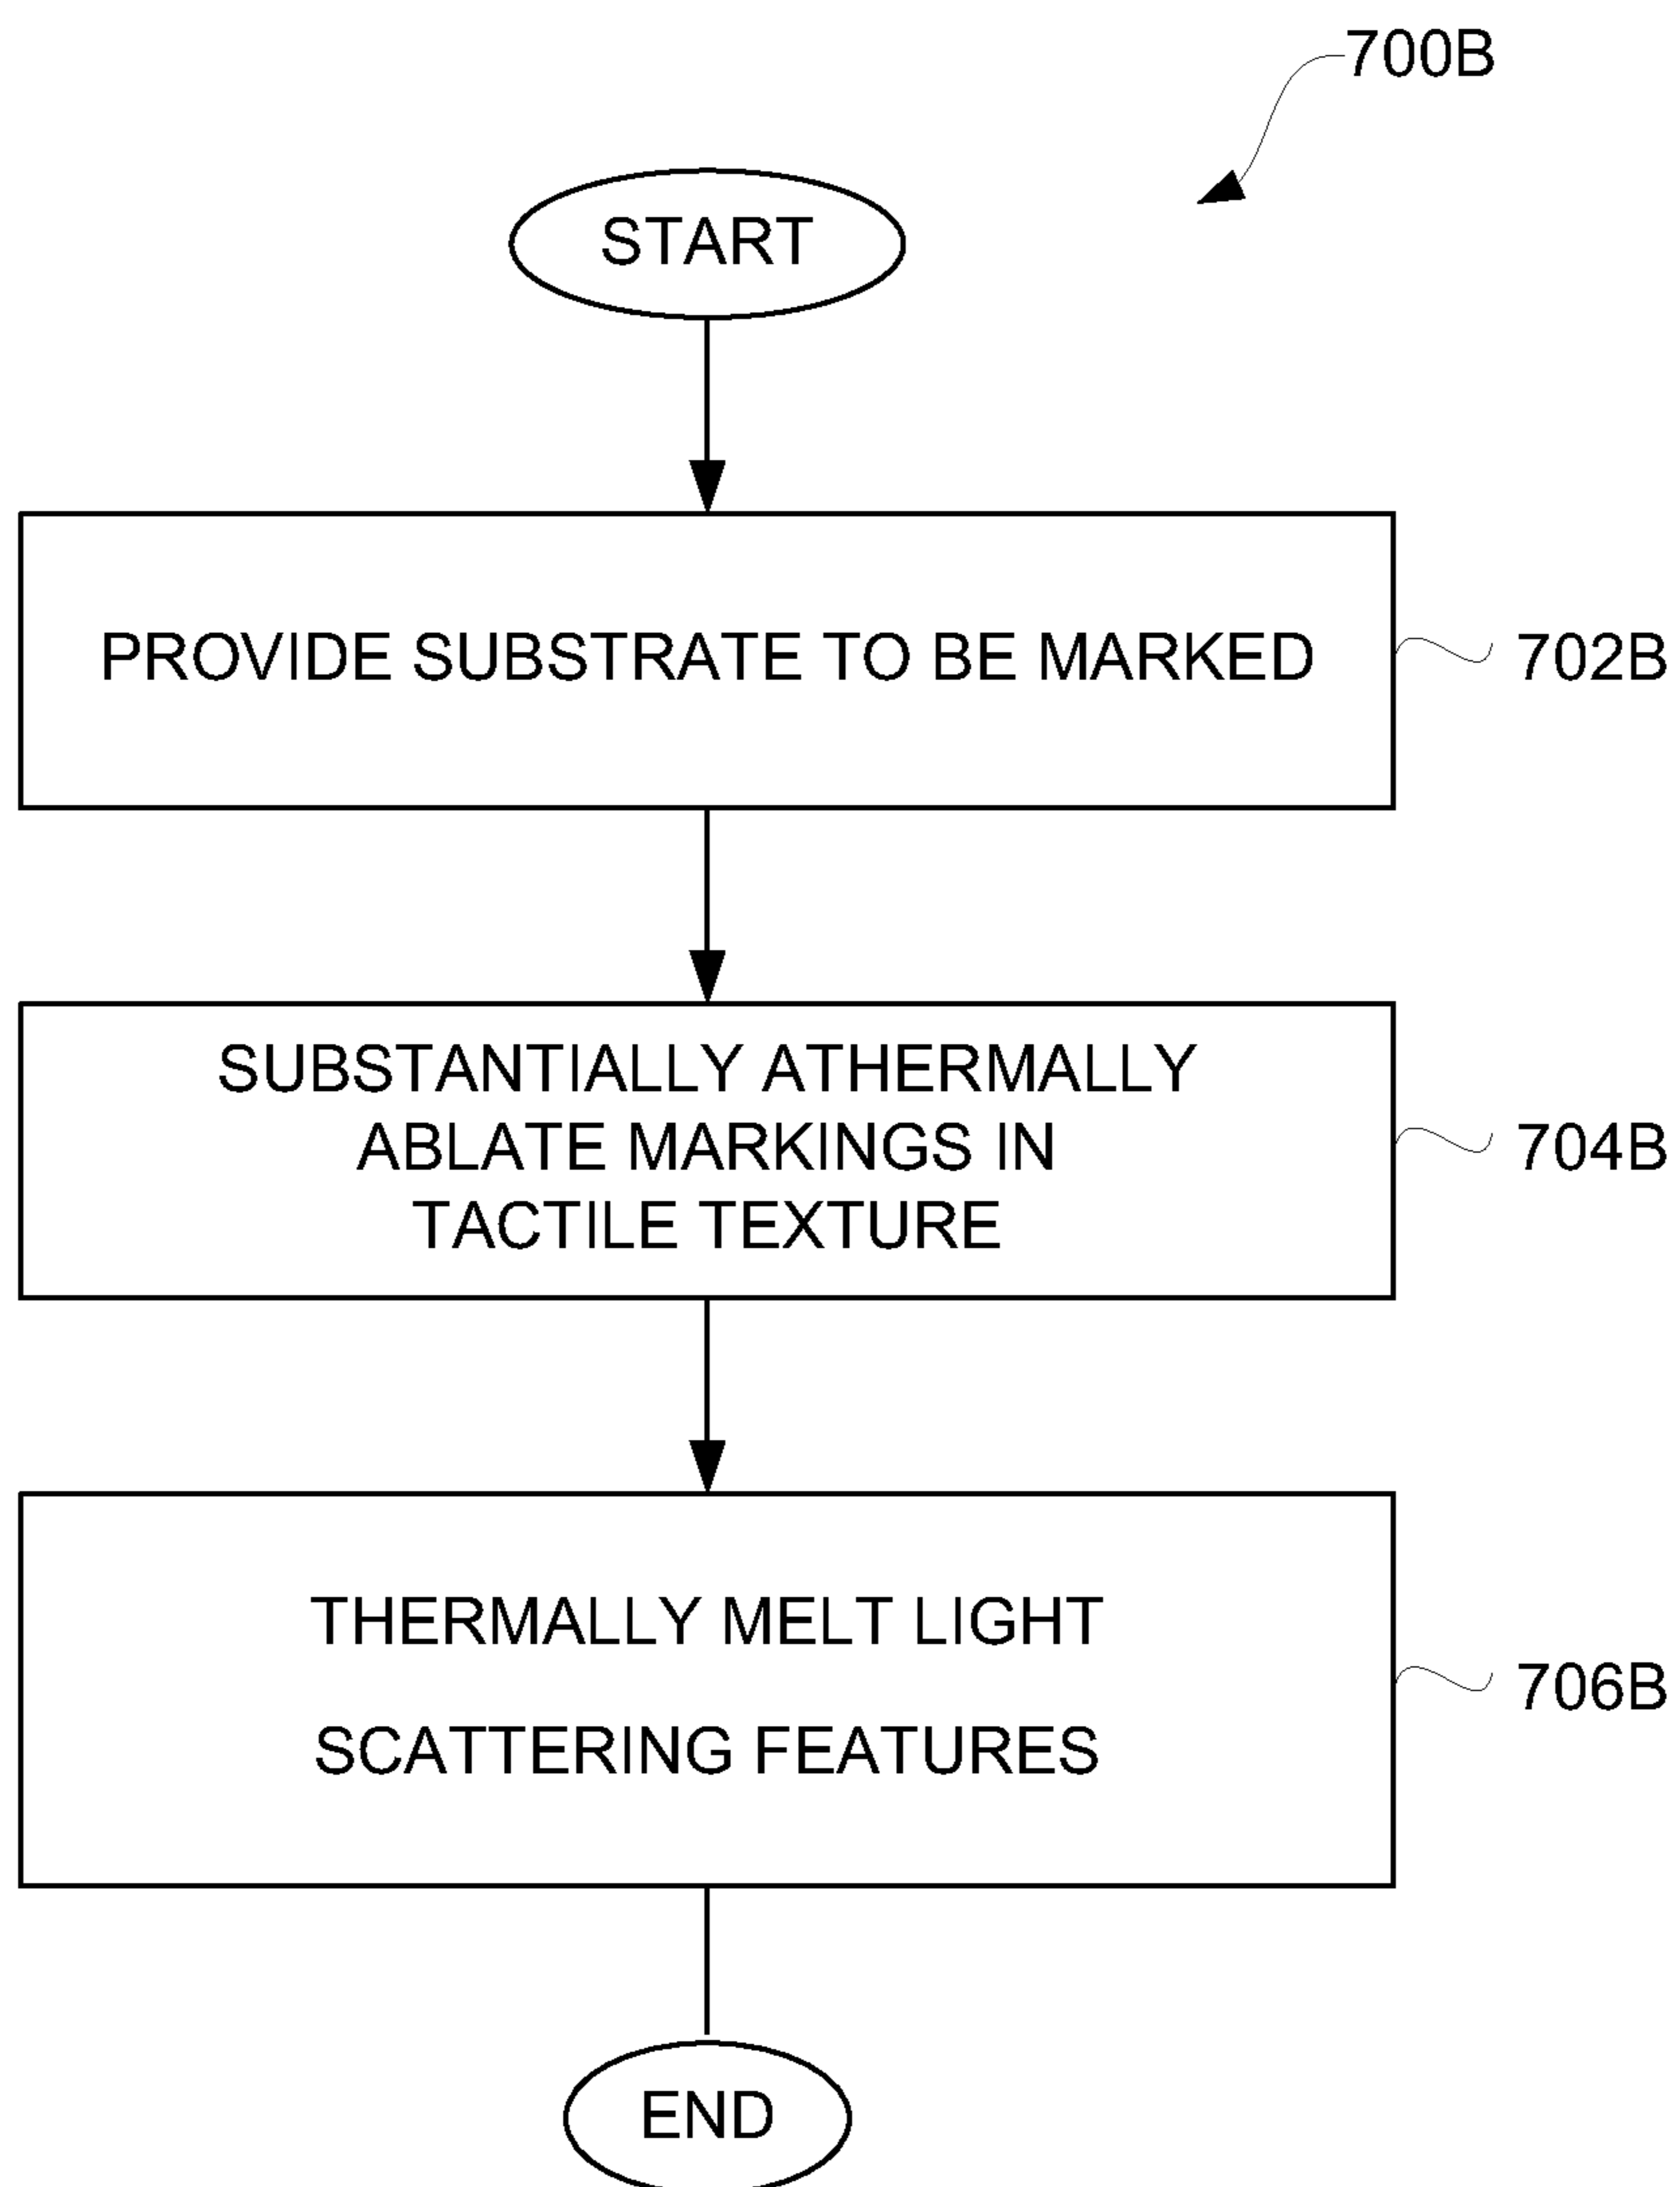 700B
START
PROVIDE SUBSTRATE TO BE MARKED
702B
SUBSTANTIALLY ATHERMALLY
ABLATE MARKINGS IN
TACTILE TEXTURE
704B
THERMALLY MELT LIGHT
SCATTERING FEATURES
706B
END